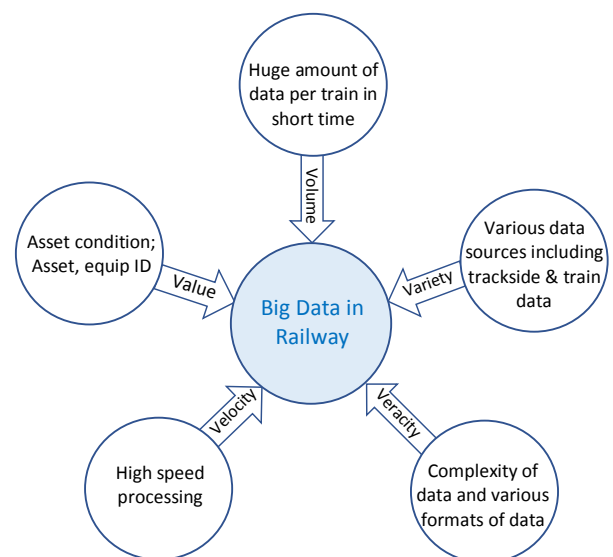 Huge amount of
data per train in
short time
Volume
Asset condition;
Asset, equip ID
Value
Various data
sources including
trackside & train
data
Variety
Big Data in
Railway
Velocity
Veracity
High speed
processing
Complexity of
data and various
formats of data